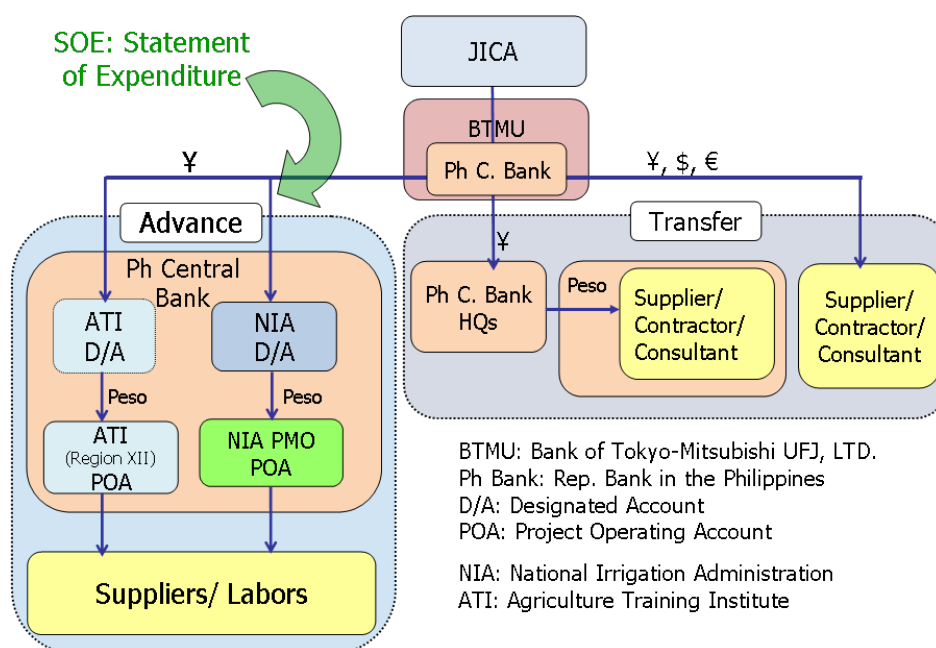 SOE: Statement
of Expenditure
JICA
BTMU
Ph C. Bank
¥
¥, $, €
Advance
Ph Central
Bank
ATI
D/A
NIA
D/A
Peso
Peso
ATI
(Region XII)
POA
NIA PMO
POA
Suppliers/ Labors
Transfer
¥
Ph C. Bank
HQs
Peso
Supplier/
Contractor/
Consultant
Supplier/
Contractor/
Consultant
BTMU: Bank of Tokyo-Mitsubishi UFJ, LTD.
Ph Bank: Rep. Bank in the Philippines
D/A: Designated Account
POA: Project Operating Account
NIA: National Irrigation Administration
ATI: Agriculture Training Institute